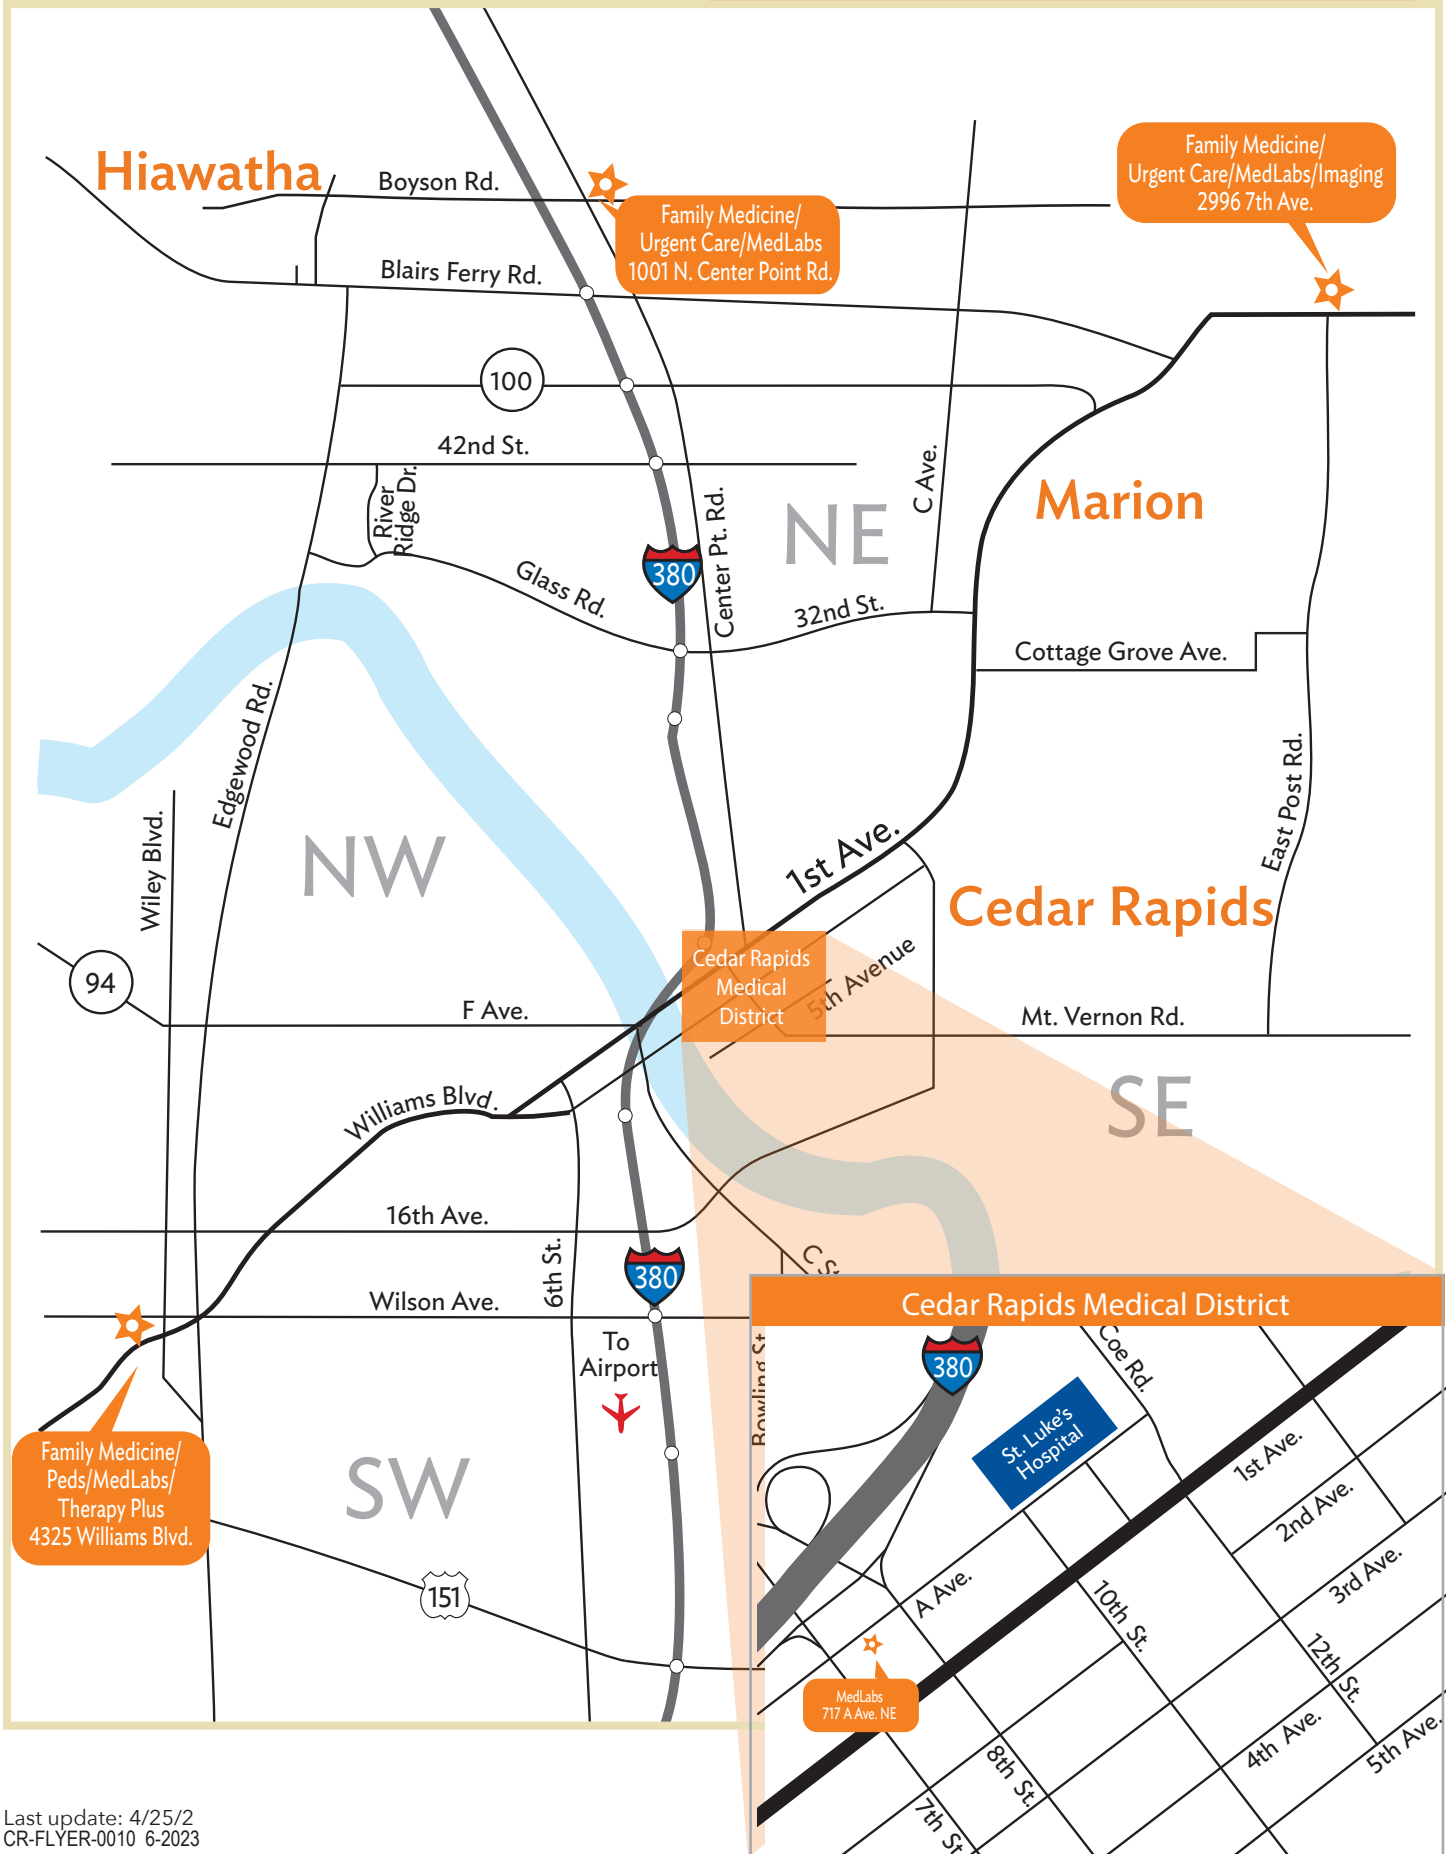 Hiawatha
Boyson Rd.
Family Medicine/
Urgent Care/MedLabs
1001 N. Center Point Rd.
Family Medicine/
Urgent Care/MedLabs/Imaging
2996 7th Ave.
Blairs Ferry Rd.
100
42nd St.
River
Ridge Dr.
C Ave.
Marion
NE
Center Pt. Rd.
380
Glass Rd.
32nd St.
Cottage Grove Ave.
Edgewood Rd.
East Post Rd.
Wiley Blvd.
NW
1st Ave.
Cedar Rapids
94
Cedar Rapids
Medical
District
5th Avenue
F Ave.
Mt. Vernon Rd.
Williams Blvd.
SE
16th Ave.
6th St.
C St.
380
Wilson Ave.
To
Airport
Bowling St.
Family Medicine/
Peds/MedLabs/
Therapy Plus
4325 Williams Blvd.
SW
151
Cedar Rapids Medical District
380
Coe Rd.
St. Luke's
Hospital
1st Ave.
2nd Ave.
3rd Ave.
A Ave.
10th St.
12th St.
MedLabs
717 A Ave. NE
4th Ave.
5th Ave.
8th St.
7th St
Last update: 4/25/2
CR-FLYER-0010 6-2023